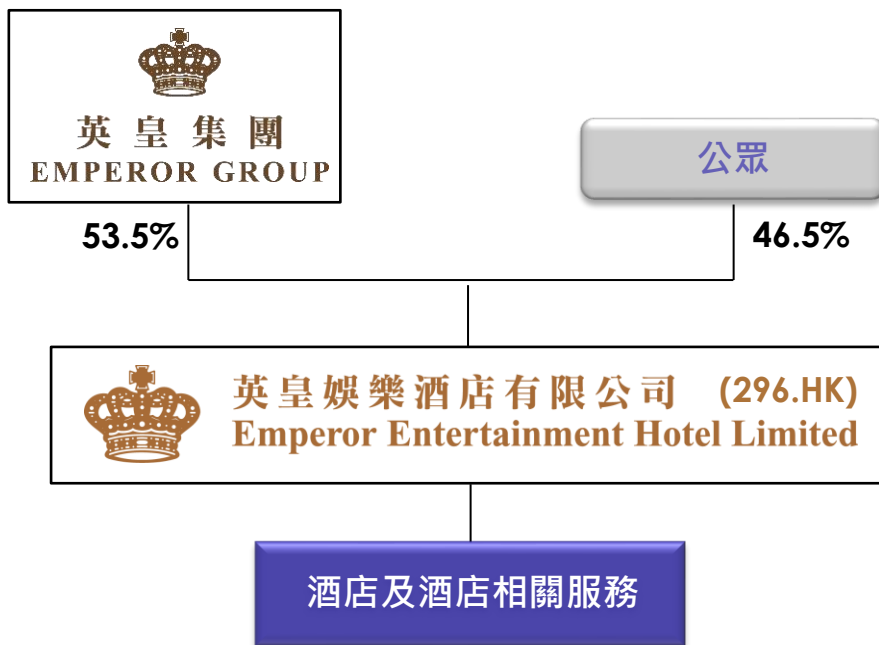 英皇集團
EMPEROR GROUP
公眾
53.5%
46.5%
英皇娛樂酒店有限公司 (296.HK)
Emperor Entertainment Hotel Limited
酒店及酒店相關服務